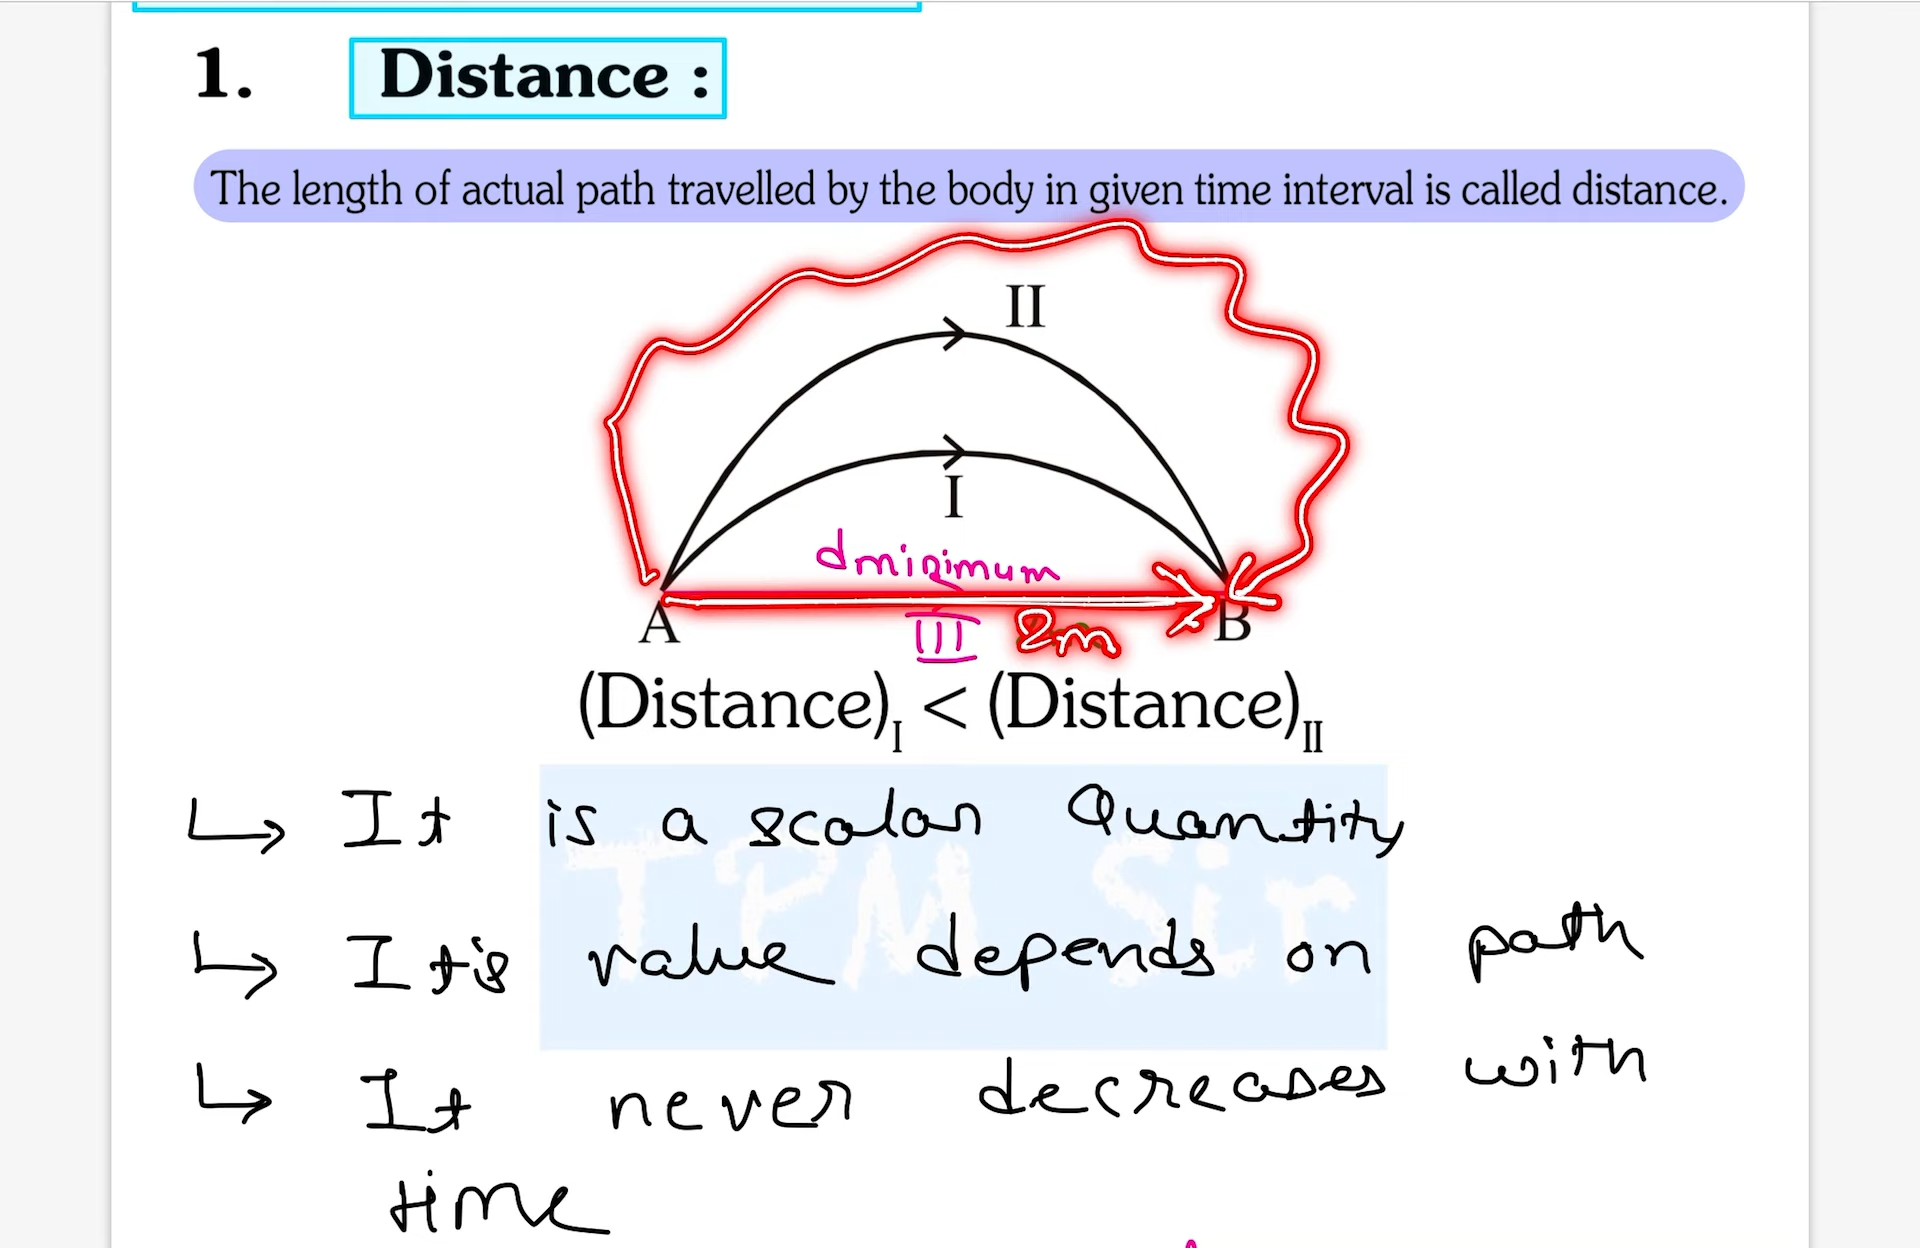 1. Distance :
The length of actual path travelled by the body in given time interval is called distance.
II
I
dminimum
A III 2m B
(Distance)I < (Distance)II
↳ It is a scalar Quantity
↳ It's value depends on path
↳ It never decreases with
time
TPM Sir